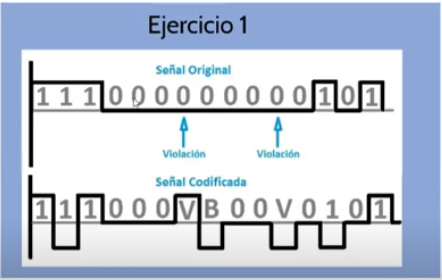 Ejercicio 1
Señal Original
1 1 1 0 0 0 0 0 0 0 0 0 1 0 1
Violación Violación
Señal Codificada
1 1 1 0 0 0 V B 0 0 V 0 1 0 1